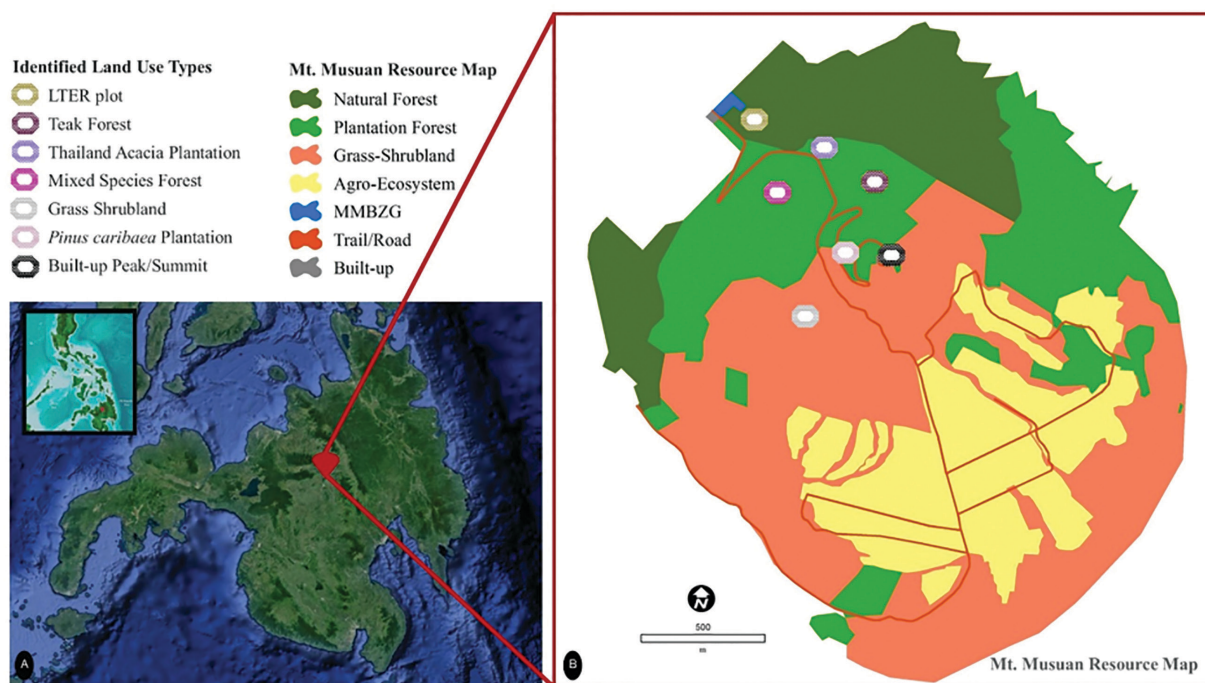 Identified Land Use Types
LTER plot
Teak Forest
Thailand Acacia Plantation
Mixed Species Forest
Grass Shrubland
Pinus caribaea Plantation
Built-up Peak/Summit
Mt. Musuan Resource Map
Natural Forest
Plantation Forest
Grass-Shrubland
Agro-Ecosystem
MMBZG
Trail/Road
Built-up
A
N
500
m
B
Mt. Musuan Resource Map